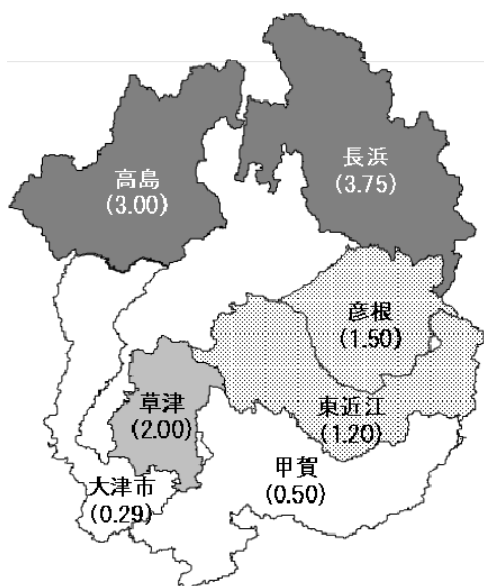 長浜
(3.75)
高島
(3.00)
彦根
(1.50)
草津
(2.00)
東近江
(1.20)
甲賀
(0.50)
大津市
(0.29)